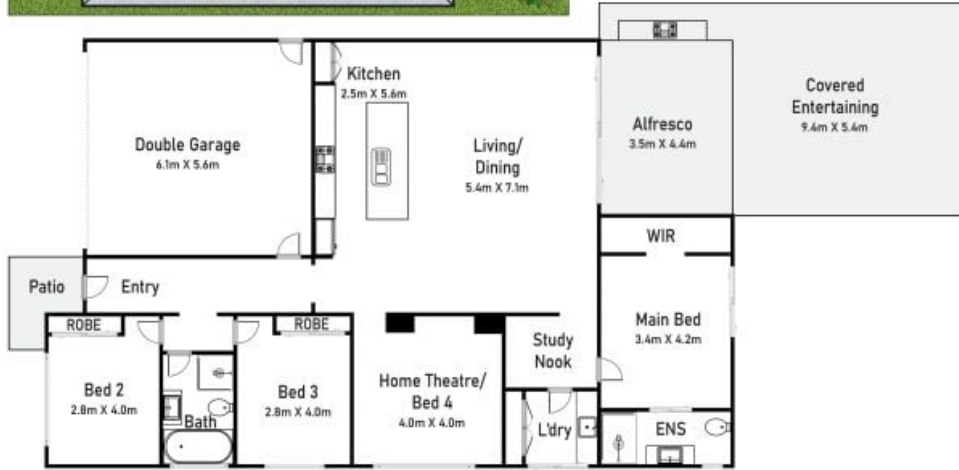 Kitchen
2.5m X 5.6m
Double Garage
6.1m X 5.6m
Living/
Dining
5.4m X 7.1m
Alfresco
3.5m X 4.4m
Covered
Entertaining
9.4m X 5.4m
WIR
Patio
Entry
ROBE
ROBE
Main Bed
3.4m X 4.2m
Study
Nook
Bed 2
2.8m X 4.0m
Bath
Bed 3
2.8m X 4.0m
Home Theatre/
Bed 4
4.0m X 4.0m
L'dry
ENS